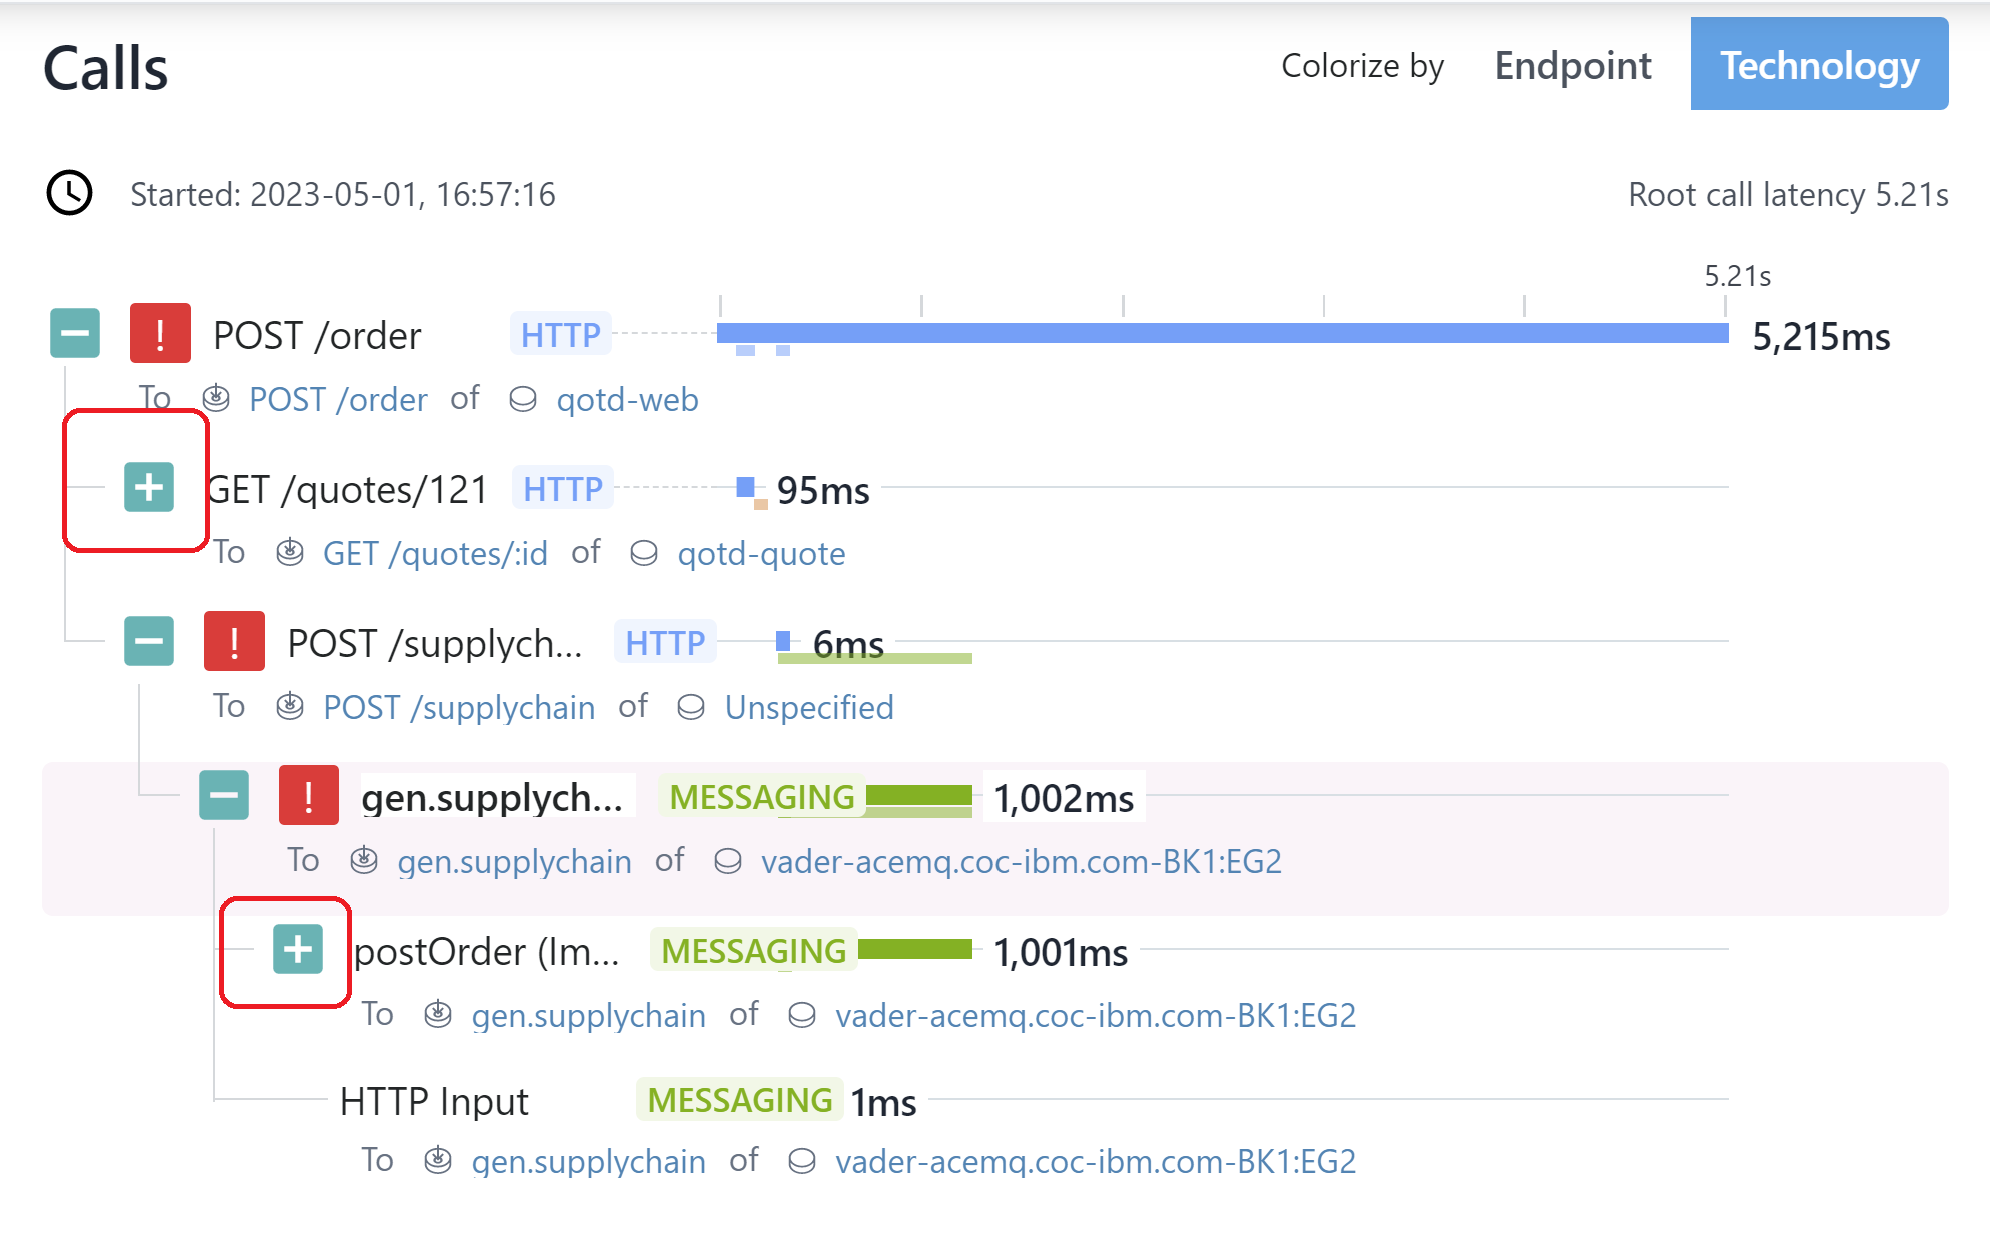 Calls
Colorize by Endpoint Technology
Started: 2023-05-01, 16:57:16
Root call latency 5.21s
5.21s
! POST /order HTTP 5,215ms
To POST /order of qotd-web
GET /quotes/121 HTTP 95ms
To GET /quotes/:id of qotd-quote
! POST /supplych... HTTP 6ms
To POST /supplychain of Unspecified
! gen.supplych... MESSAGING 1,002ms
To gen.supplychain of vader-acemq.coc-ibm.com-BK1:EG2
postOrder (Im... MESSAGING 1,001ms
To gen.supplychain of vader-acemq.coc-ibm.com-BK1:EG2
HTTP Input MESSAGING 1ms
To gen.supplychain of vader-acemq.coc-ibm.com-BK1:EG2